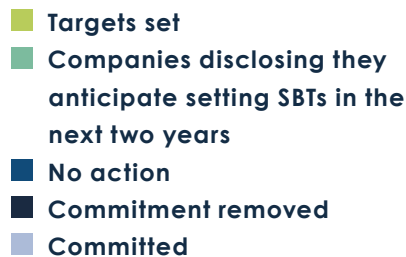 Targets set
Companies disclosing they
anticipate setting SBTs in the
next two years
No action
Commitment removed
Committed